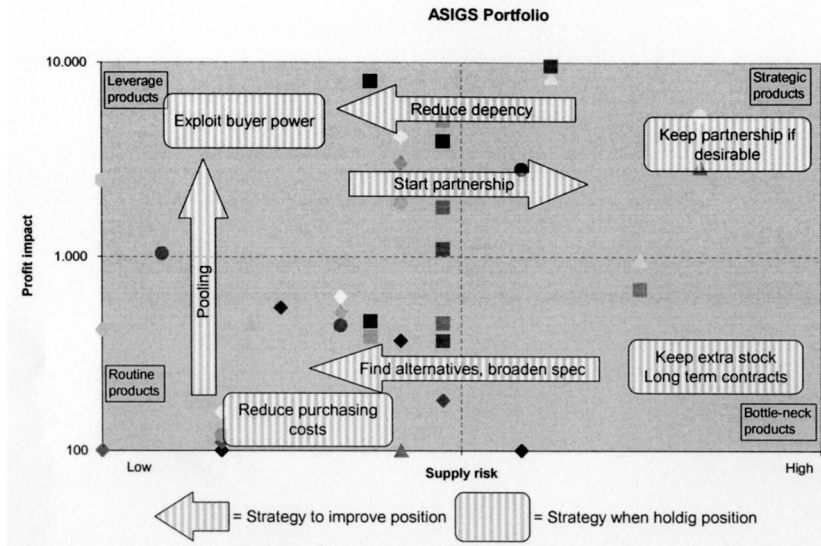 ASIGS Portfolio
10.000
Leverage
products
Strategic
products
Exploit buyer power
Reduce depency
Keep partnership if
desirable
Start partnership
Profit impact
1.000
Pooling
Find alternatives, broaden spec
Keep extra stock
Long term contracts
Routine
products
Reduce purchasing
costs
Bottle-neck
products
100
Low
Supply risk
High
= Strategy to improve position
= Strategy when holdig position